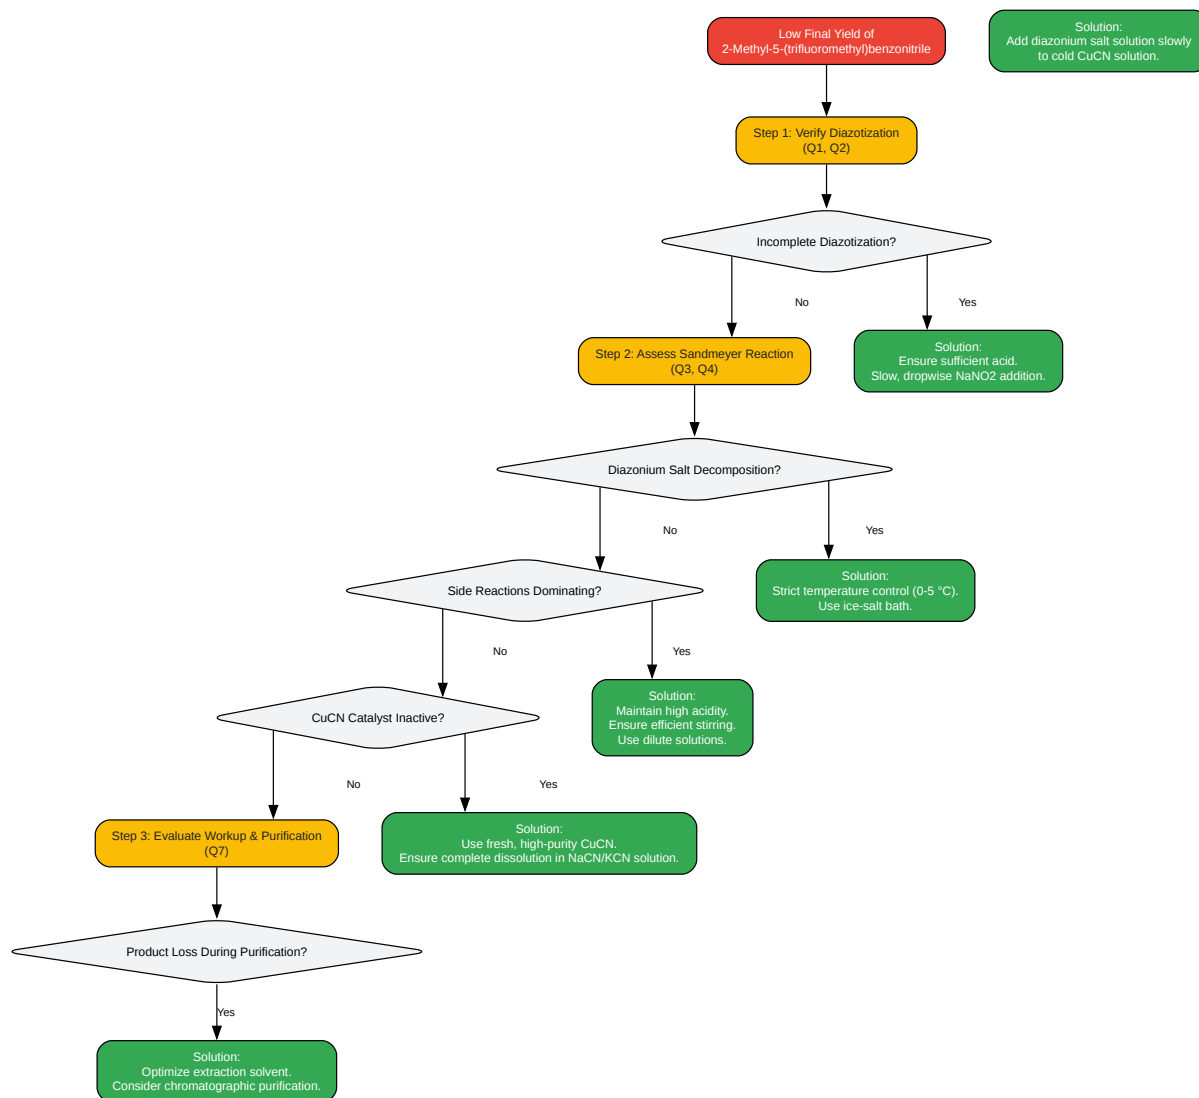 Low Final Yield of
2-Methyl-5-(trifluoromethyl)benzonitrile
Solution:
Add diazonium salt solution slowly
to cold CuCN solution.
Step 1: Verify Diazotization
(Q1, Q2)
Incomplete Diazotization?
No
Yes
Step 2: Assess Sandmeyer Reaction
(Q3, Q4)
Solution:
Ensure sufficient acid.
Slow, dropwise NaNO2 addition.
Diazonium Salt Decomposition?
No
Yes
Side Reactions Dominating?
Solution:
Strict temperature control (0-5 °C).
Use ice-salt bath.
No
Yes
CuCN Catalyst Inactive?
Solution:
Maintain high acidity.
Ensure efficient stirring.
Use dilute solutions.
No
Yes
Step 3: Evaluate Workup & Purification
(Q7)
Solution:
Use fresh, high-purity CuCN.
Ensure complete dissolution in NaCN/KCN solution.
Product Loss During Purification?
Yes
Solution:
Optimize extraction solvent.
Consider chromatographic purification.